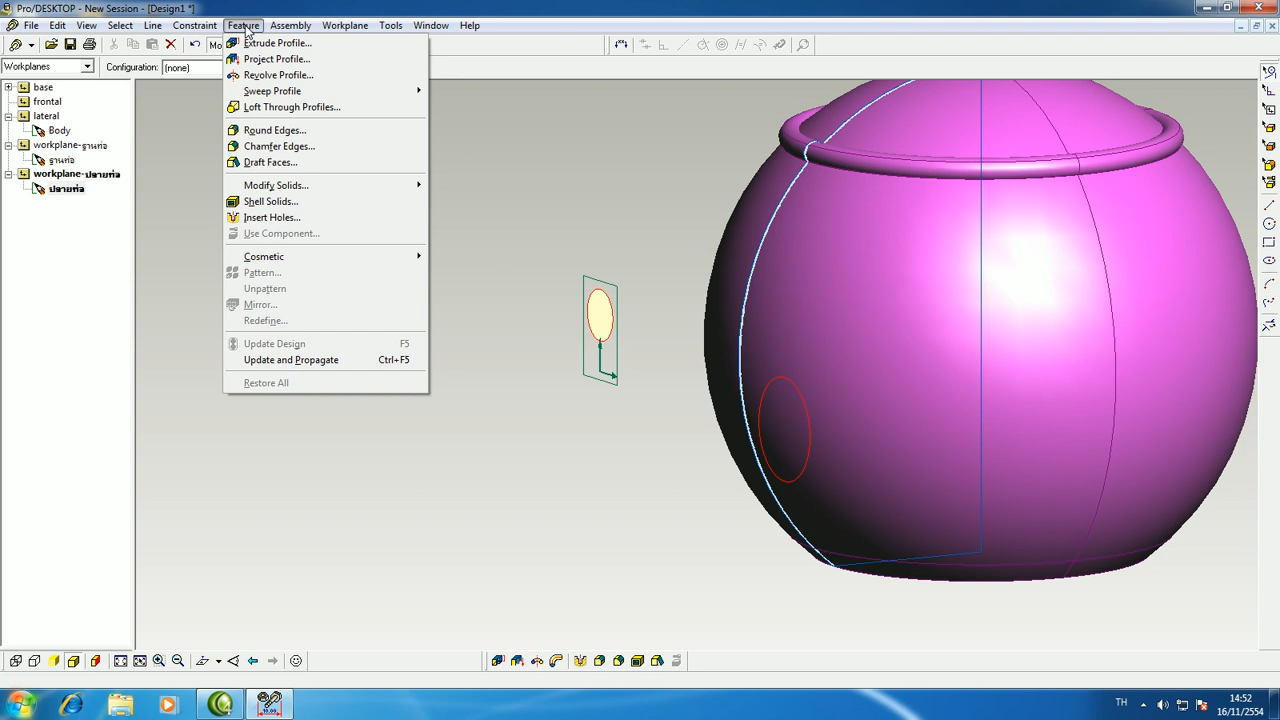 Pro/DESKTOP - New Session - [Design1 *]
File Edit View Select Line Constraint Feature Assembly Workplane Tools Window Help
Workplanes Configuration: (none)
base
frontal
lateral
Body
workplane-ฐานท่อ
ฐานท่อ
workplane-ปลายท่อ
ปลายท่อ
Extrude Profile...
Project Profile...
Revolve Profile...
Sweep Profile
Loft Through Profiles...
Round Edges...
Chamfer Edges...
Draft Faces...
Modify Solids...
Shell Solids...
Insert Holes...
Use Component...
Cosmetic
Pattern...
Unpattern
Mirror...
Redefine...
Update Design F5
Update and Propagate Ctrl+F5
Restore All
10.00
TH
14:52
16/11/2554